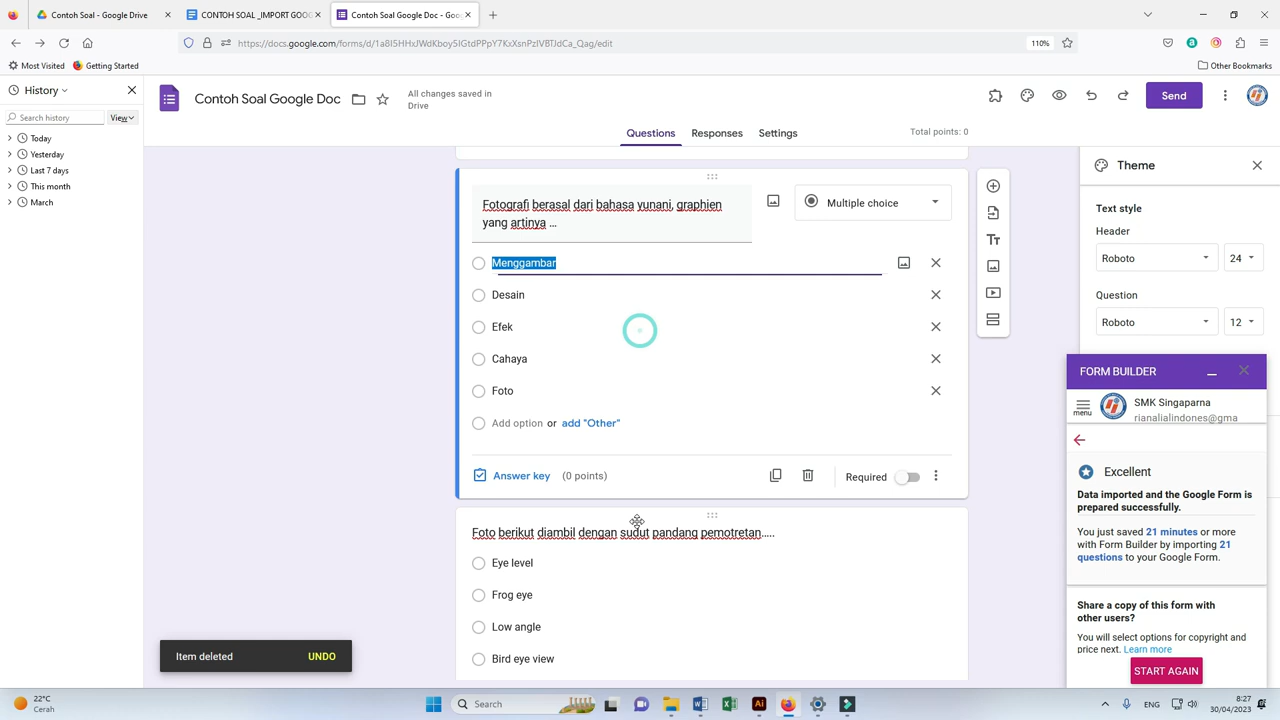 Contoh Soal - Google Drive
CONTOH SOAL _IMPORT GOOG
Contoh Soal Google Doc - Goo
https://docs.google.com/forms/d/1a8I5HHxJWdKboySIGtdPPpY7KxXsnPzIVBTJdCa_Qag/edit
110%
Most Visited
Getting Started
Other Bookmarks
History
Search history
View
Today
Yesterday
Last 7 days
This month
March
Contoh Soal Google Doc
All changes saved in
Drive
Send
Questions
Responses
Settings
Total points: 0
Fotografi berasal dari bahasa yunani, graphien
yang artinya ...
Multiple choice
Menggambar
Desain
Efek
Cahaya
Foto
Add option or add "Other"
Answer key (0 points)
Required
Foto berikut diambil dengan sudut pandang pemotretan.....
Eye level
Frog eye
Low angle
Bird eye view
Item deleted
UNDO
Theme
Text style
Header
Roboto
24
Question
Roboto
12
FORM BUILDER
menu
SMK Singaparna
rianalialindones@gma
Excellent
Data imported and the Google Form is
prepared successfully.
You just saved 21 minutes or more
with Form Builder by importing 21
questions to your Google Form.
Share a copy of this form with
other users?
You will select options for copyright and
price next. Learn more
START AGAIN
22°C
Cerah
Search
ENG
8:27
30/04/2023